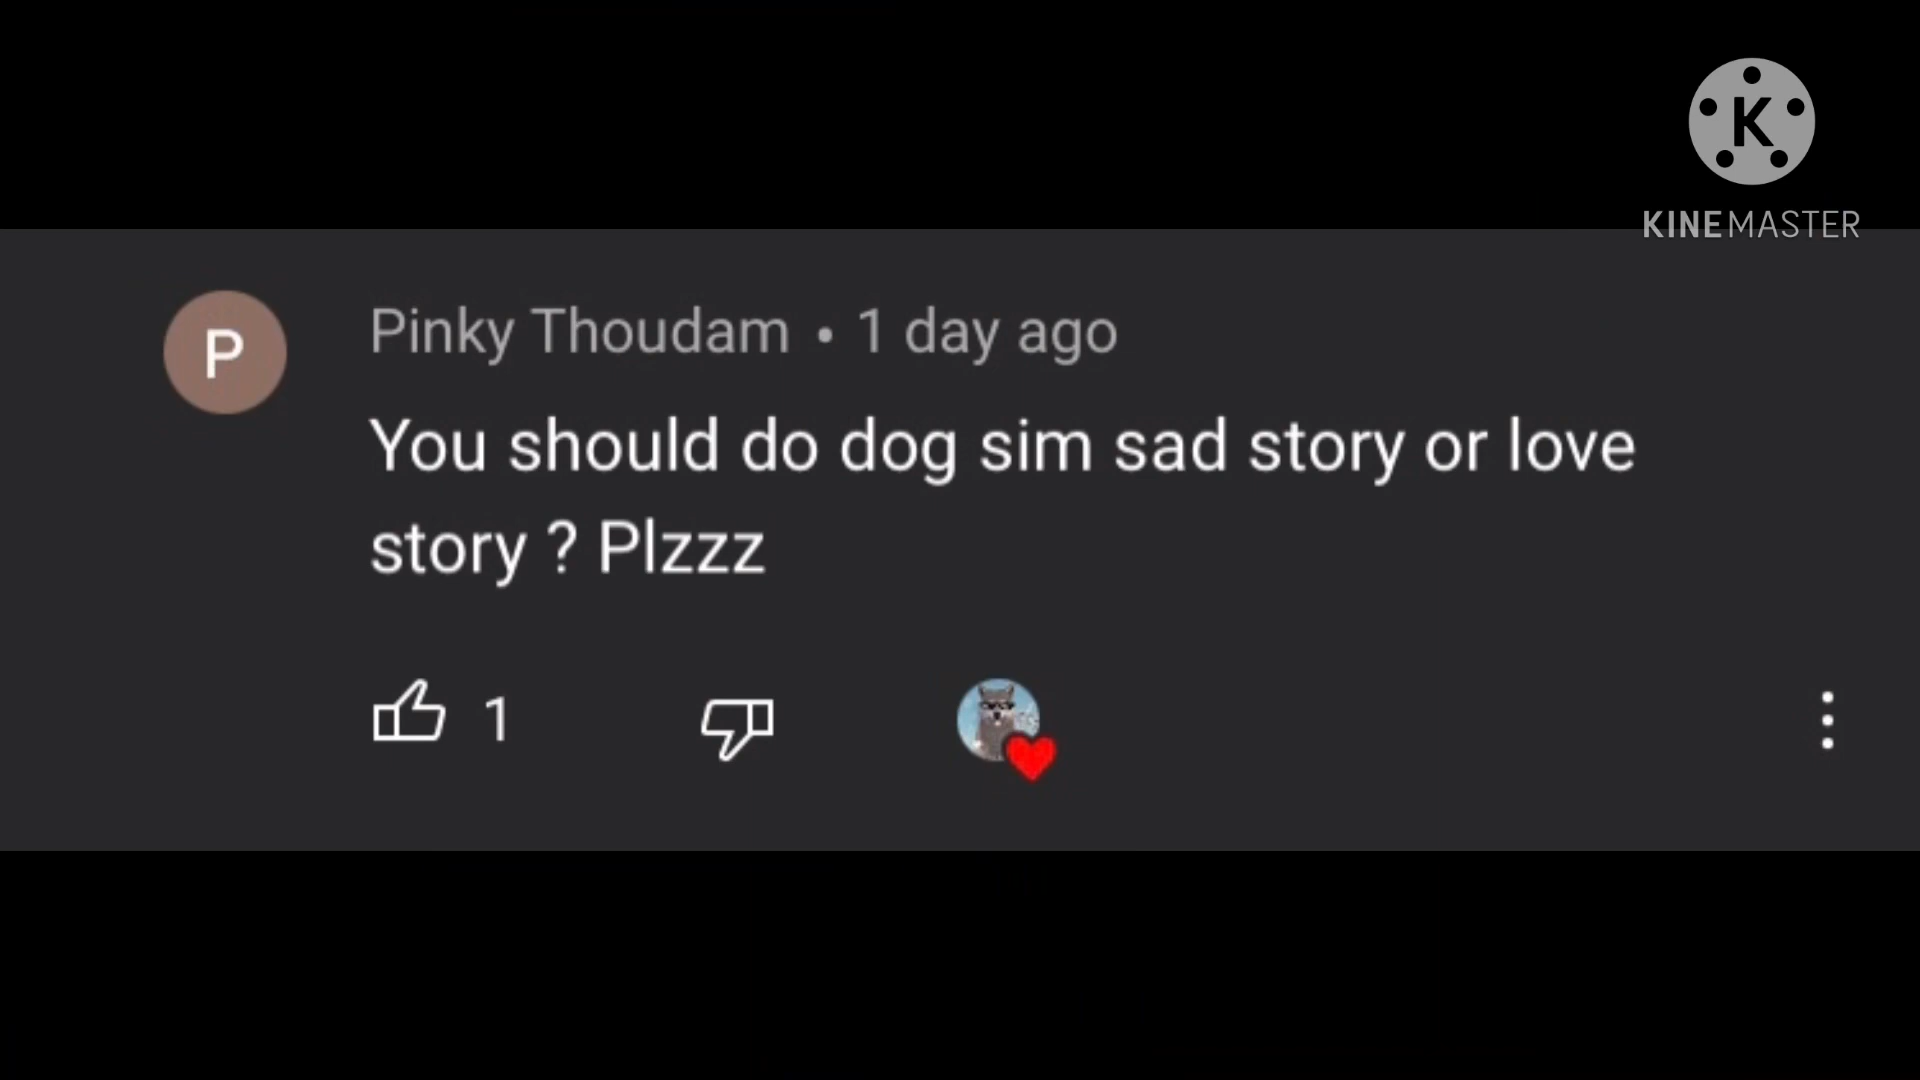 K
KINEMASTER
P
Pinky Thoudam • 1 day ago
You should do dog sim sad story or love
story ? Plzzz
1